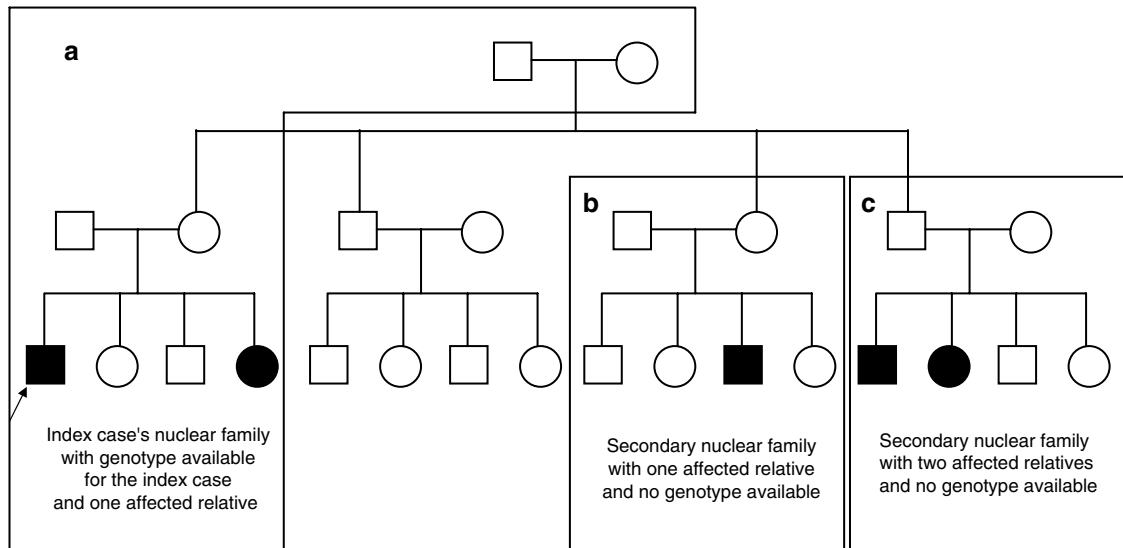 a
b
c
Index case's nuclear family
with genotype available
for the index case
and one affected relative
Secondary nuclear family
with one affected relative
and no genotype available
Secondary nuclear family
with two affected relatives
and no genotype available